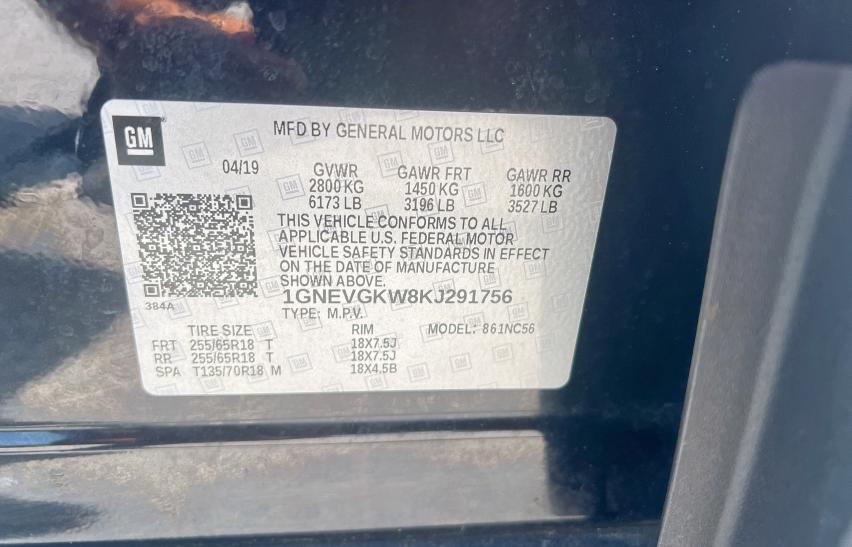 GM
MFD BY GENERAL MOTORS LLC
04/19 GVWR GAWR FRT GAWR RR
2800 KG 1450 KG 1600 KG
6173 LB 3196 LB 3527 LB
THIS VEHICLE CONFORMS TO ALL
APPLICABLE U.S. FEDERAL MOTOR
VEHICLE SAFETY STANDARDS IN EFFECT
ON THE DATE OF MANUFACTURE
SHOWN ABOVE.
384A 1GNEVGKW8KJ291756
TYPE: M.P.V.
TIRE SIZE RIM MODEL: 861NC56
FRT 255/65R18 T 18X7.5J
RR 255/65R18 T 18X7.5J
SPA T135/70R18 M 18X4.5B